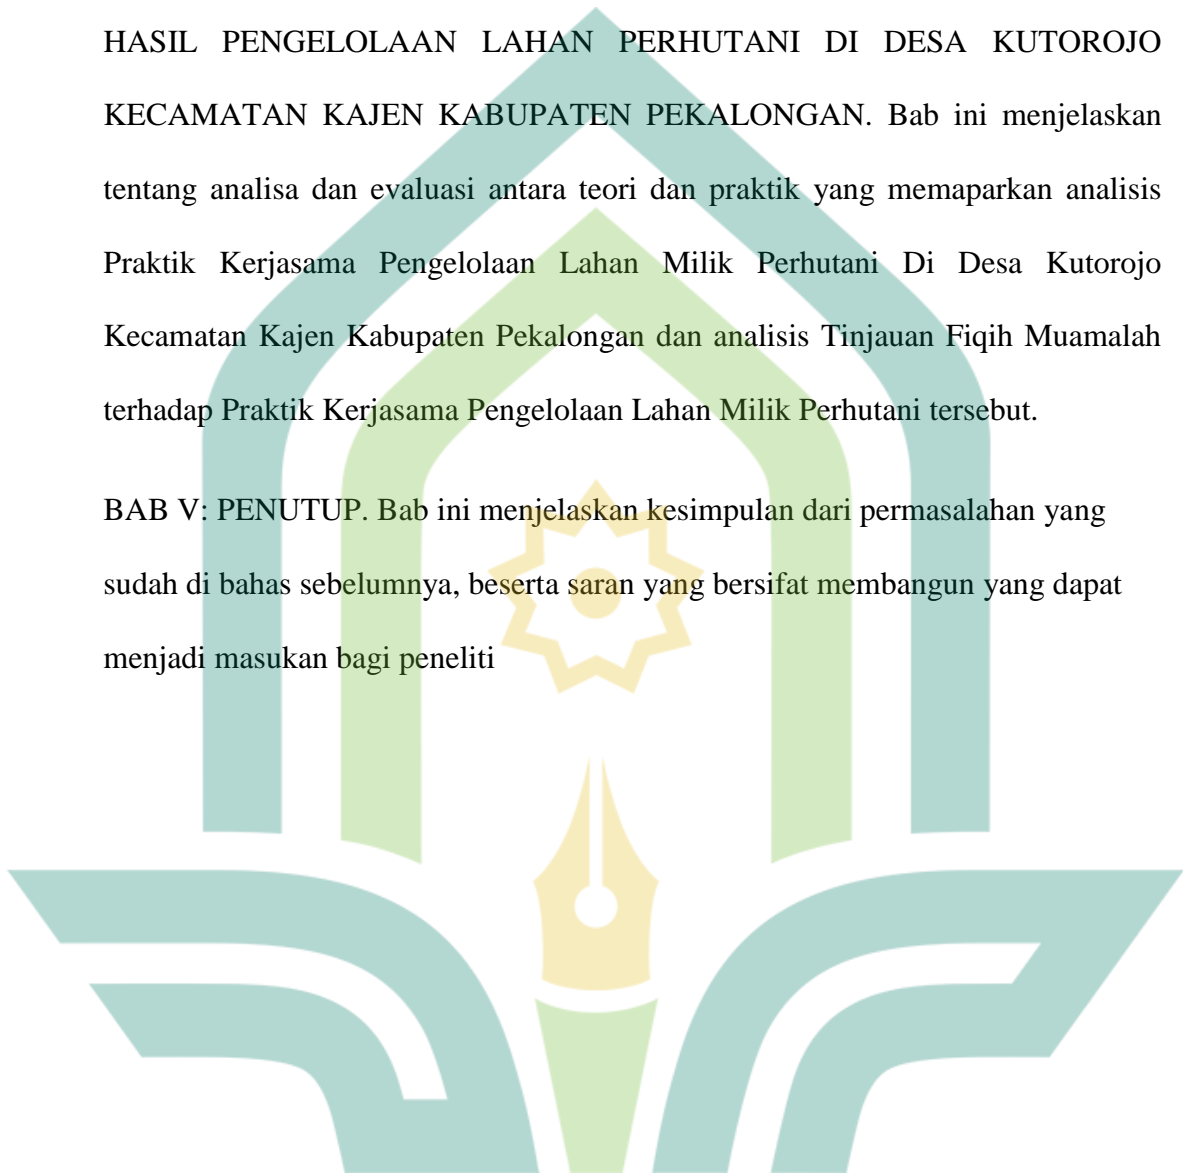 HASIL PENGELOLAAN LAHAN PERHUTANI DI DESA KUTOROJO
KECAMATAN KAJEN KABUPATEN PEKALONGAN. Bab ini menjelaskan
tentang analisa dan evaluasi antara teori dan praktik yang memaparkan analisis
Praktik Kerjasama Pengelolaan Lahan Milik Perhutani Di Desa Kutorojo
Kecamatan Kajen Kabupaten Pekalongan dan analisis Tinjauan Fiqih Muamalah
terhadap Praktik Kerjasama Pengelolaan Lahan Milik Perhutani tersebut.
BAB V: PENUTUP. Bab ini menjelaskan kesimpulan dari permasalahan yang
sudah di bahas sebelumnya, beserta saran yang bersifat membangun yang dapat
menjadi masukan bagi peneliti